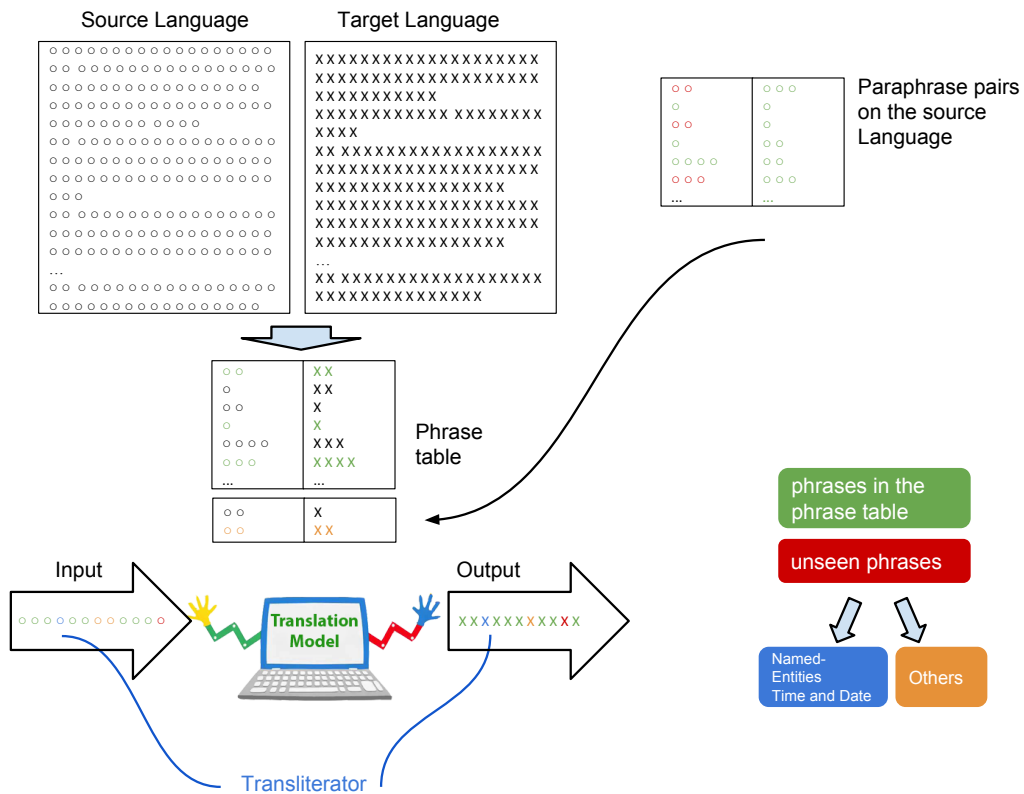 Source Language
Target Language
Paraphrase pairs
on the source
Language
...
...
...
...
Phrase
table
...
...
phrases in the
phrase table
unseen phrases
Input
Output
Translation
Model
Named-
Entities
Time and Date
Others
Transliterator